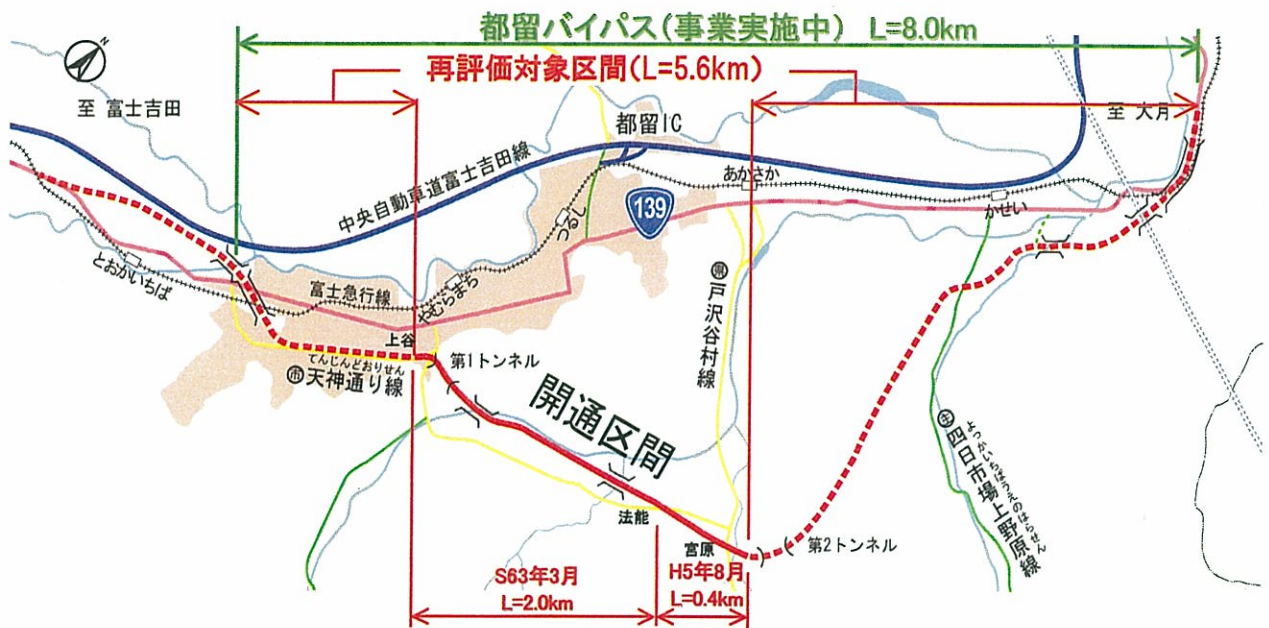 都留バイパス(事業実施中) L=8.0km
再評価対象区間(L=5.6km)
N
至 富士吉田
至 大月
都留IC
中央自動車道富士吉田線
あかさか
139
かせい
つるし
とおかいちば
富士急行線
やむらまち
上谷
㊩戸沢谷村線
てんじんどおりせん
㊩天神通り線
第1トンネル
開通区間
よっかいちばうえのはらせん
㊩四日市場上野原線
法能
宮原
第2トンネル
S63年3月
L=2.0km
H5年8月
L=0.4km